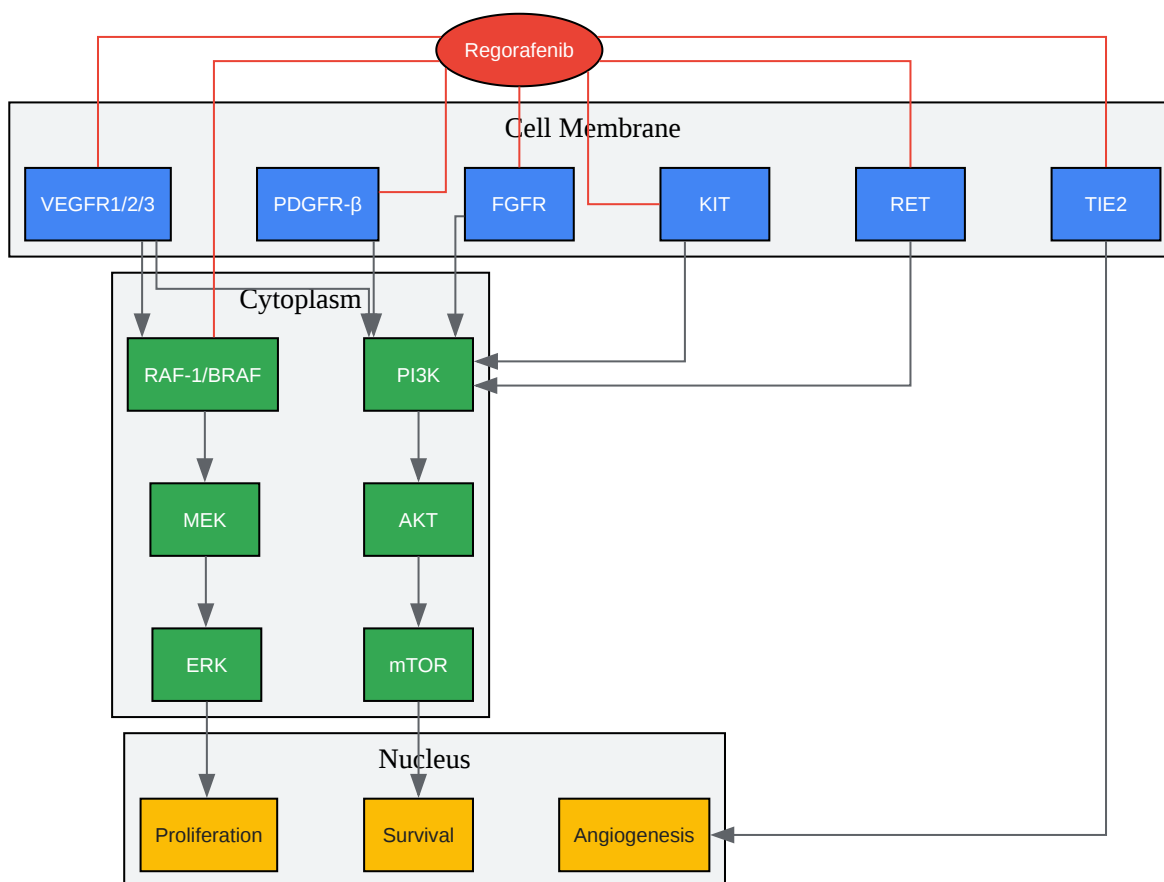 Regorafenib
Cell Membrane
VEGFR1/2/3
PDGFR-β
FGFR
KIT
RET
TIE2
Cytoplasm
RAF-1/BRAF
PI3K
MEK
AKT
ERK
mTOR
Nucleus
Proliferation
Survival
Angiogenesis